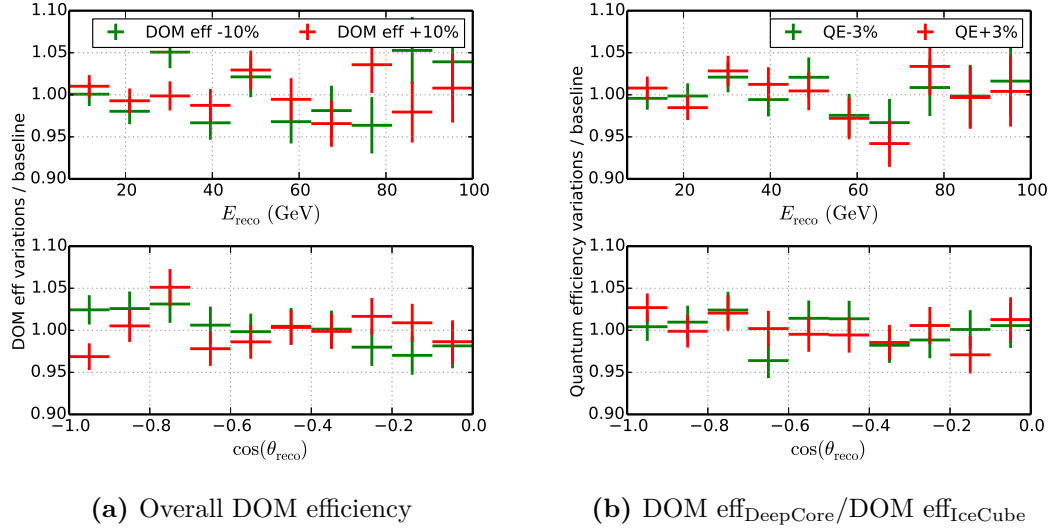 DOM eff variations / baseline
1.10
1.05
1.00
0.95
0.90
DOM eff -10% DOM eff +10%
20 40 60 80 100
E_reco (GeV)
1.10
1.05
1.00
0.95
0.90
−1.0 −0.8 −0.6 −0.4 −0.2 0.0
cos(θ_reco)
(a) Overall DOM efficiency
Quantum efficiency variations / baseline
1.10
1.05
1.00
0.95
0.90
QE-3% QE+3%
20 40 60 80 100
E_reco (GeV)
1.10
1.05
1.00
0.95
0.90
−1.0 −0.8 −0.6 −0.4 −0.2 0.0
cos(θ_reco)
(b) DOM eff_DeepCore/DOM eff_IceCube